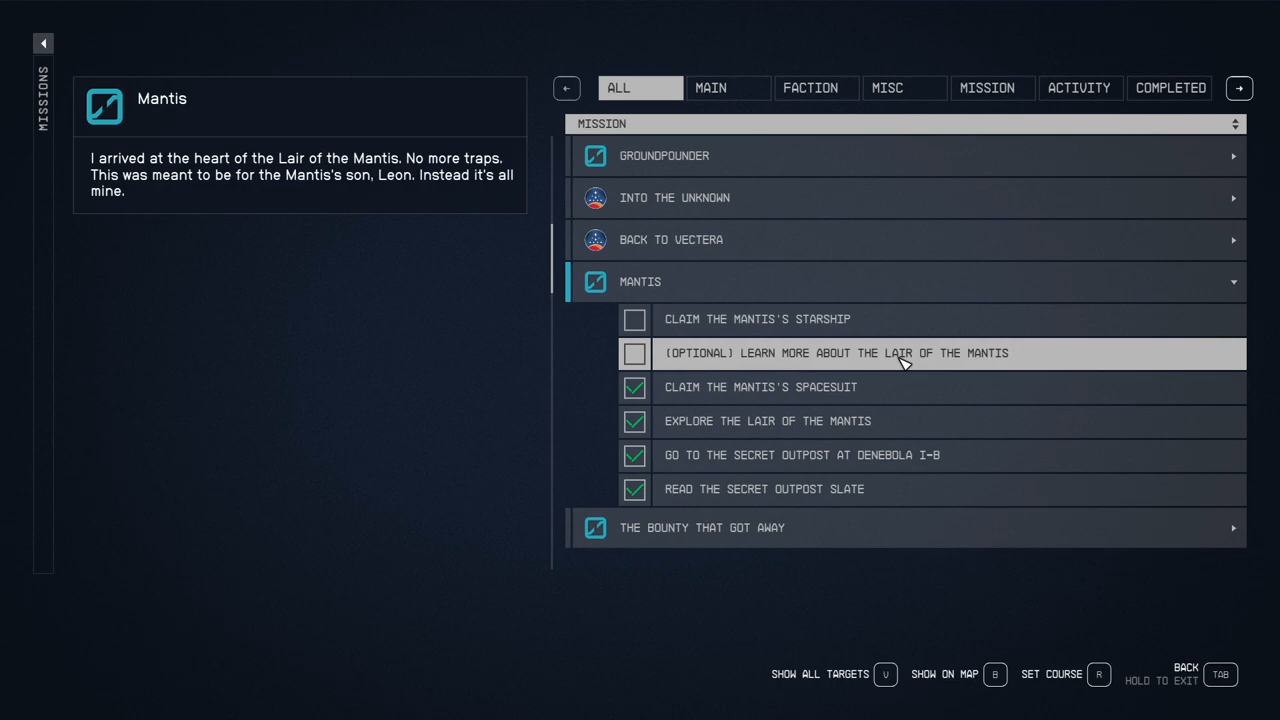 MISSIONS
Mantis
I arrived at the heart of the Lair of the Mantis. No more traps.
This was meant to be for the Mantis's son, Leon. Instead it's all
mine.
ALL
MAIN
FACTION
MISC
MISSION
ACTIVITY
COMPLETED
MISSION
GROUNDPOUNDER
INTO THE UNKNOWN
BACK TO VECTERA
MANTIS
CLAIM THE MANTIS'S STARSHIP
(OPTIONAL) LEARN MORE ABOUT THE LAIR OF THE MANTIS
CLAIM THE MANTIS'S SPACESUIT
EXPLORE THE LAIR OF THE MANTIS
GO TO THE SECRET OUTPOST AT DENEBOLA I-B
READ THE SECRET OUTPOST SLATE
THE BOUNTY THAT GOT AWAY
SHOW ALL TARGETS V
SHOW ON MAP B
SET COURSE R
BACK
HOLD TO EXIT
TAB